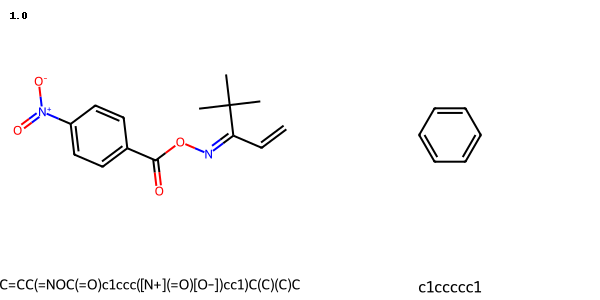 1.0
O⁻
N⁺
O
O
N
O
C=CC(=NOC(=O)c1ccc([N+](=O)[O-])cc1)C(C)(C)C
c1ccccc1